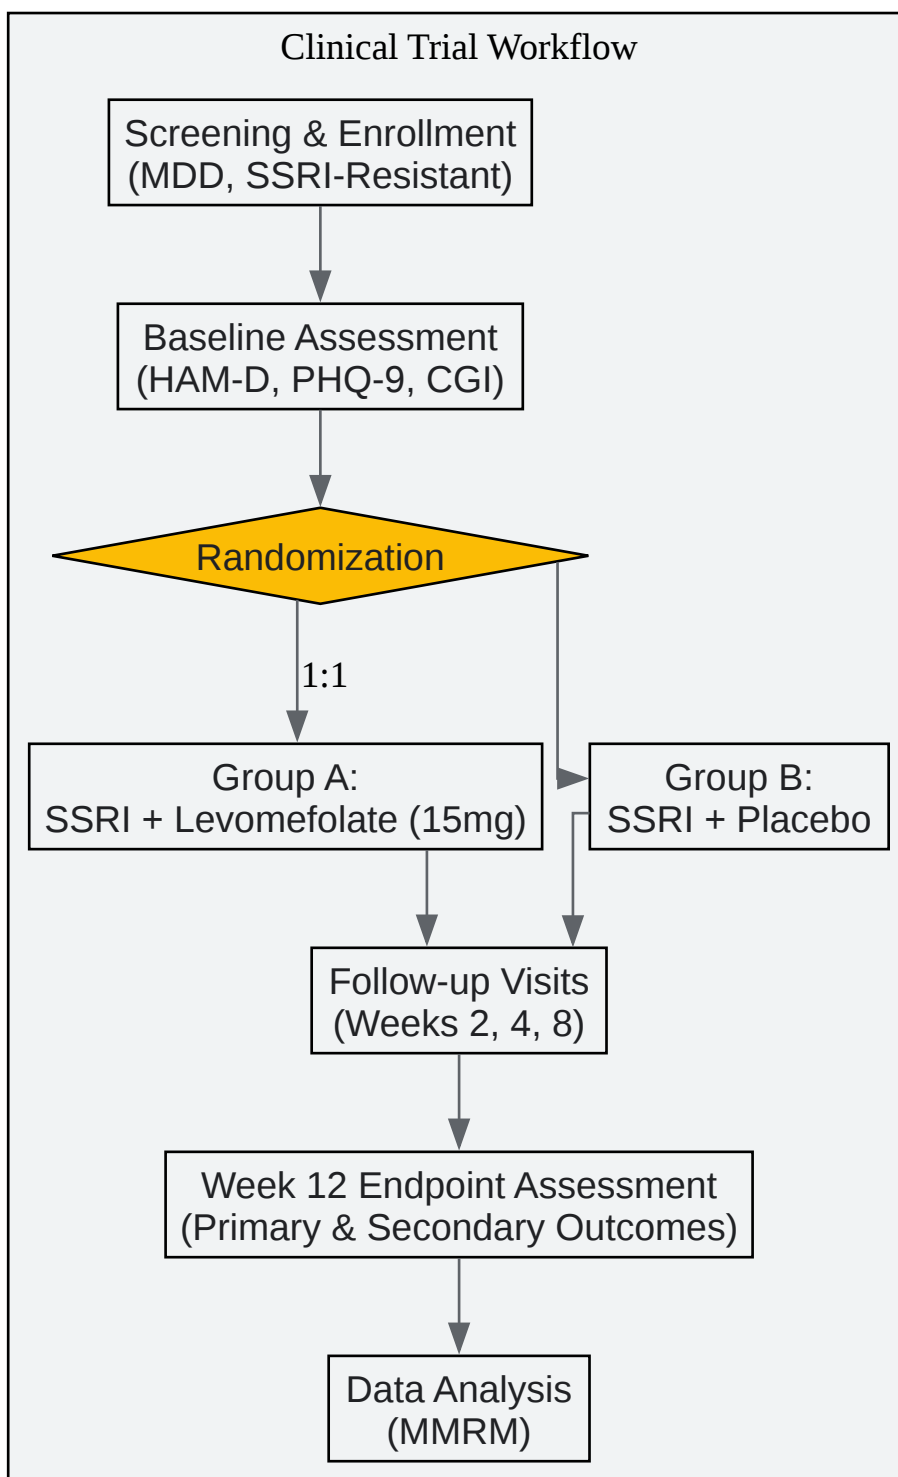 Clinical Trial Workflow
Screening & Enrollment
(MDD, SSRI-Resistant)
Baseline Assessment
(HAM-D, PHQ-9, CGI)
Randomization
1:1
Group A:
SSRI + Levomefolate (15mg)
Group B:
SSRI + Placebo
Follow-up Visits
(Weeks 2, 4, 8)
Week 12 Endpoint Assessment
(Primary & Secondary Outcomes)
Data Analysis
(MMRM)